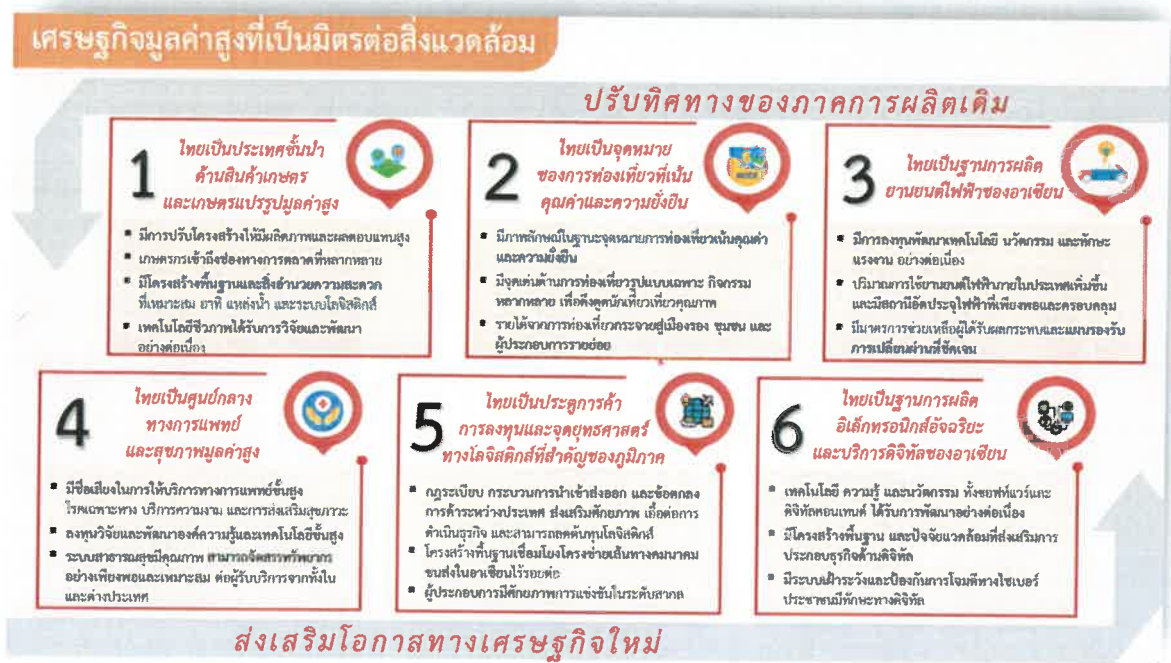 เศรษฐกิจมูลค่าสูงที่เป็นมิตรต่อสิ่งแวดล้อม
ปรับทิศทางของภาคการผลิตเดิม
1
ไทยเป็นประเทศชั้นนำ
ด้านสินค้าเกษตร
และเกษตรแปรรูปมูลค่าสูง
■ มีการปรับโครงสร้างให้มีผลิตภาพและผลตอบแทนสูง
■ เกษตรกรเข้าถึงช่องทางการตลาดที่หลากหลาย
■ มีโครงสร้างพื้นฐานและสิ่งอำนวยความสะดวก
ที่เหมาะสม อาทิ แหล่งน้ำ และระบบโลจิสติกส์
■ เทคโนโลยีชีวภาพได้รับการวิจัยและพัฒนา
อย่างต่อเนื่อง
2
ไทยเป็นจุดหมาย
ของการท่องเที่ยวที่เน้น
คุณค่าและความยั่งยืน
■ มีภาพลักษณ์ในฐานะจุดหมายการท่องเที่ยวเน้นคุณค่า
และความยั่งยืน
■ มีจุดเด่นด้านการท่องเที่ยวรูปแบบเฉพาะ กิจกรรม
หลากหลาย เพื่อดึงดูดนักเที่ยวเที่ยวคุณภาพ
■ รายได้จากการท่องเที่ยวกระจายสู่เมืองรอง ชุมชน และ
ผู้ประกอบการรายย่อย
3
ไทยเป็นฐานการผลิต
ยานยนต์ไฟฟ้าของอาเซียน
■ มีการลงทุนพัฒนาเทคโนโลยี นวัตกรรม และทักษะ
แรงงาน อย่างต่อเนื่อง
■ ปริมาณการใช้ยานยนต์ไฟฟ้าภายในประเทศเพิ่มขึ้น
และมีสถานีอัดประจุไฟฟ้าที่เพียงพอและครอบคลุม
■ มีมาตรการช่วยเหลือผู้ได้รับผลกระทบและแผนรองรับ
การเปลี่ยนผ่านที่ชัดเจน
4
ไทยเป็นศูนย์กลาง
ทางการแพทย์
และสุขภาพมูลค่าสูง
■ มีชื่อเสียงในการให้บริการทางการแพทย์ขั้นสูง
โรคเฉพาะทาง บริการความงาม และการส่งเสริมสุขภาวะ
■ ลงทุนวิจัยและพัฒนาองค์ความรู้และเทคโนโลยีขั้นสูง
■ ระบบสาธารณสุขมีคุณภาพ สามารถจัดสรรทรัพยากร
อย่างเพียงพอและเหมาะสม ต่อผู้รับบริการจากทั้งใน
และต่างประเทศ
5
ไทยเป็นประตูการค้า
การลงทุนและจุดยุทธศาสตร์
ทางโลจิสติกส์ที่สำคัญของภูมิภาค
■ กฎระเบียบ กระบวนการนำเข้าส่งออก และข้อตกลง
การค้าระหว่างประเทศ ส่งเสริมศักยภาพ เอื้อต่อการ
ดำเนินธุรกิจ และสามารถลดต้นทุนโลจิสติกส์
■ โครงสร้างพื้นฐานเชื่อมโยงโครงข่ายเส้นทางคมนาคม
ขนส่งในอาเซียนไร้รอยต่อ
■ ผู้ประกอบการมีศักยภาพการแข่งขันในระดับสากล
6
ไทยเป็นฐานการผลิต
อิเล็กทรอนิกส์อัจฉริยะ
และบริการดิจิทัลของอาเซียน
■ เทคโนโลยี ความรู้ และนวัตกรรม ทั้งซอฟท์แวร์และ
ดิจิทัลคอนเทนต์ ได้รับการพัฒนาอย่างต่อเนื่อง
■ มีโครงสร้างพื้นฐาน และปัจจัยแวดล้อมที่ส่งเสริมการ
ประกอบธุรกิจด้านดิจิทัล
■ มีระบบเฝ้าระวังและป้องกันการโจมตีทางไซเบอร์
ประชาชนมีทักษะทางดิจิทัล
ส่งเสริมโอกาสทางเศรษฐกิจใหม่